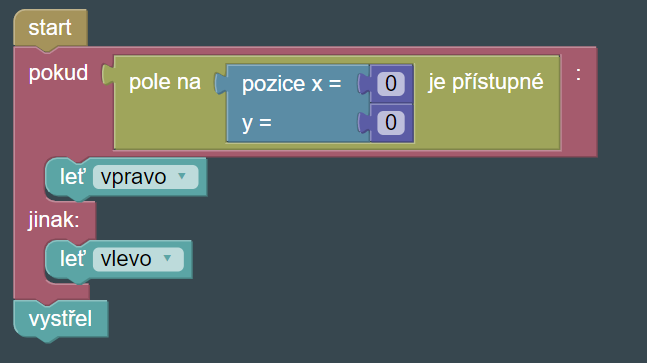 start
pokud pole na pozice x = 0 je přístupné :
y = 0
leť vpravo
jinak:
leť vlevo
vystřel